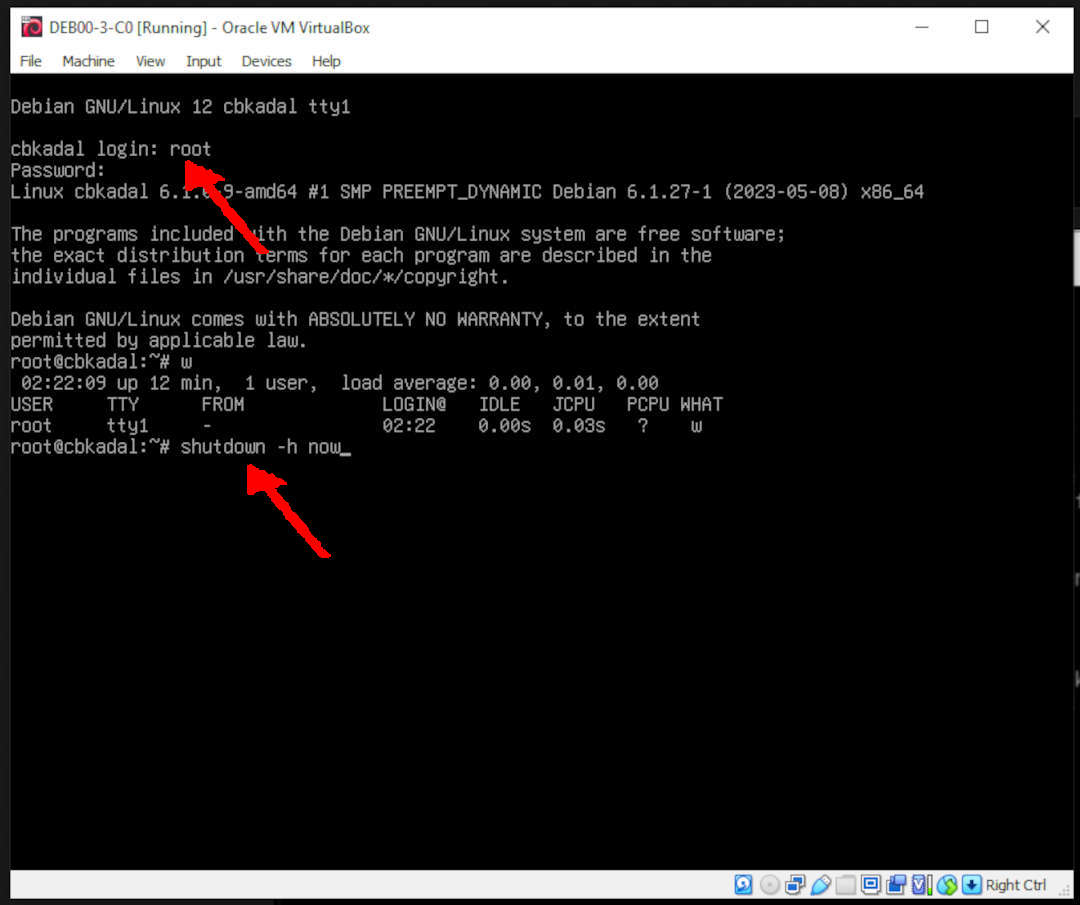 DEB00-3-C0 [Running] - Oracle VM VirtualBox
File Machine View Input Devices Help
Debian GNU/Linux 12 cbkadal tty1
cbkadal login: root
Password:
Linux cbkadal 6.1.0-9-amd64 #1 SMP PREEMPT_DYNAMIC Debian 6.1.27-1 (2023-05-08) x86_64
The programs included with the Debian GNU/Linux system are free software;
the exact distribution terms for each program are described in the
individual files in /usr/share/doc/*/copyright.
Debian GNU/Linux comes with ABSOLUTELY NO WARRANTY, to the extent
permitted by applicable law.
root@cbkadal:~# w
02:22:09 up 12 min, 1 user, load average: 0.00, 0.01, 0.00
USER TTY FROM LOGIN@ IDLE JCPU PCPU WHAT
root tty1 - 02:22 0.00s 0.03s ? w
root@cbkadal:~# shutdown -h now_
Right Ctrl